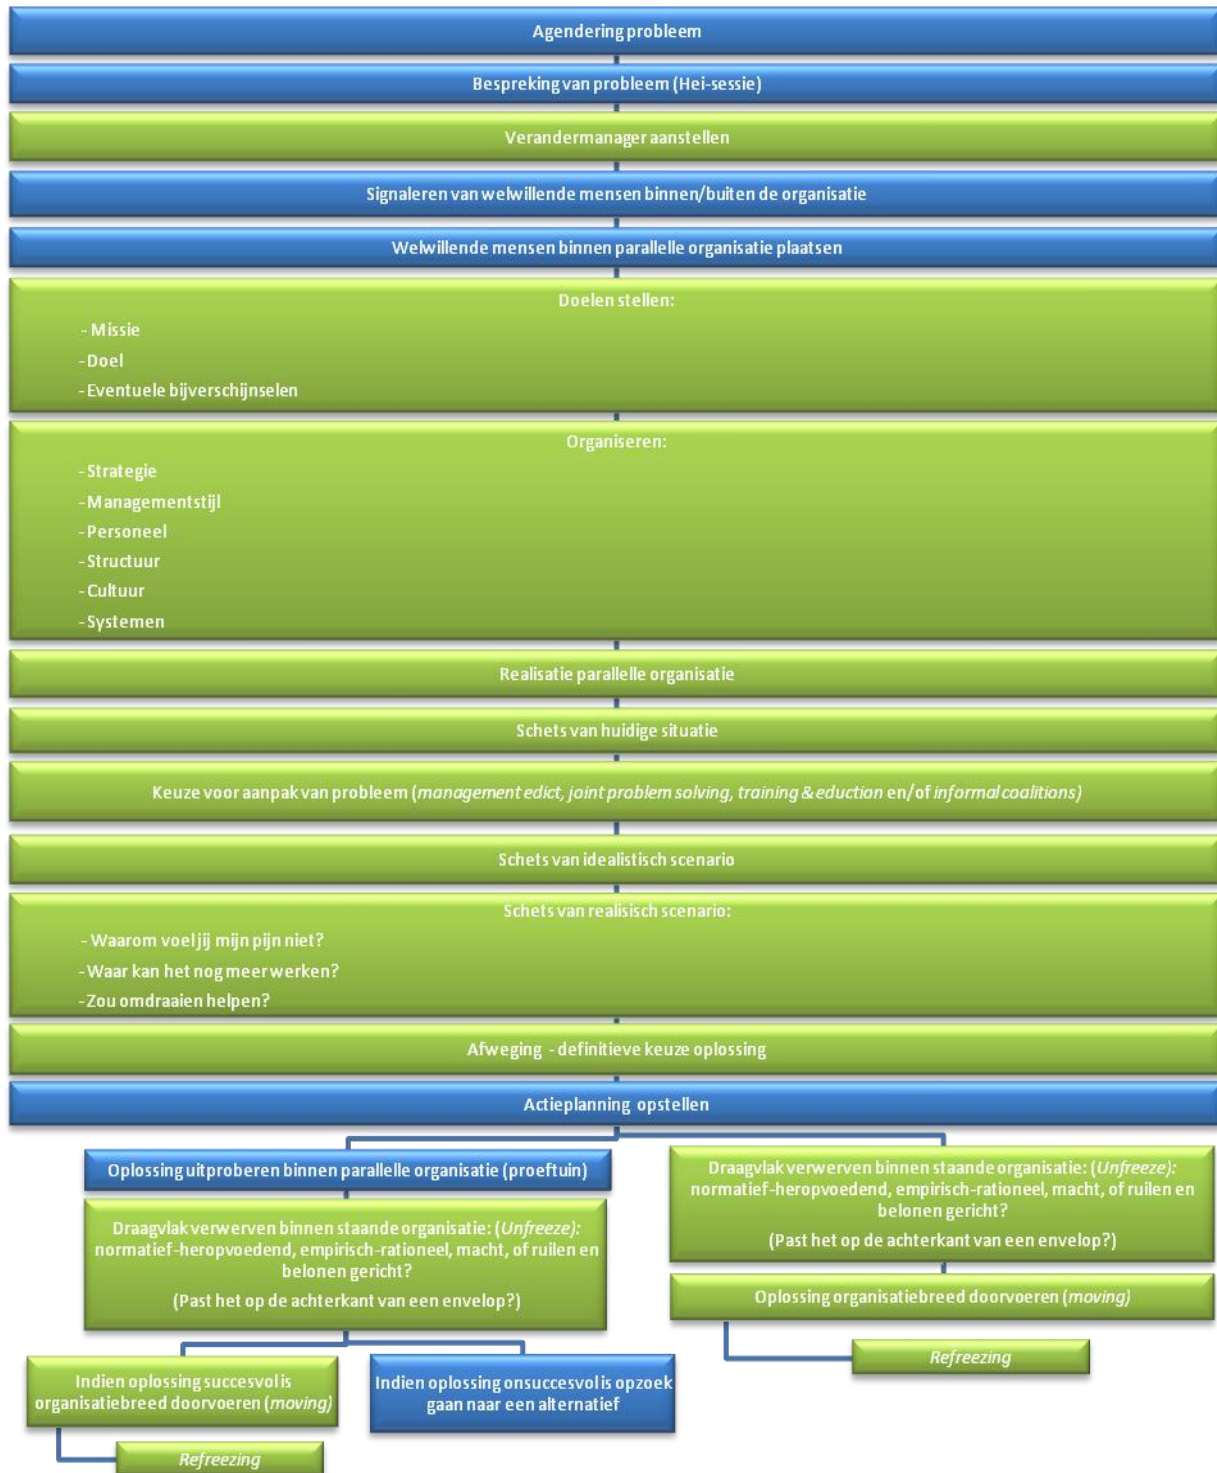 Agendering probleem
Bespreking van probleem (Hei-sessie)
Verandermanager aanstellen
Signaleren van welwillende mensen binnen/buiten de organisatie
Welwillende mensen binnen parallelle organisatie plaatsen
Doelen stellen:
- Missie
- Doel
- Eventuele bijverschijnselen
Organiseren:
- Strategie
- Managementstijl
- Personeel
- Structuur
- Cultuur
- Systemen
Realisatie parallelle organisatie
Schets van huidige situatie
Keuze voor aanpak van probleem (management edict, joint problem solving, training & eduction en/of informal coalitions)
Schets van idealistisch scenario
Schets van realisisch scenario:
- Waarom voel jij mijn pijn niet?
- Waar kan het nog meer werken?
- Zou omdraaien helpen?
Afweging - definitieve keuze oplossing
Actieplanning opstellen
Oplossing uitproberen binnen parallelle organisatie (proeftuin)
Draagvlak verwerven binnen staande organisatie: (Unfreeze):
normatief-heropvoedend, empirisch-rationeel, macht, of ruilen en
belonen gericht?
(Past het op de achterkant van een envelop?)
Indien oplossing succesvol is
organisatiebreed doorvoeren (moving)
Refreezing
Indien oplossing onsuccesvol is opzoek
gaan naar een alternatief
Draagvlak verwerven binnen staande organisatie: (Unfreeze):
normatief-heropvoedend, empirisch-rationeel, macht, of ruilen en
belonen gericht?
(Past het op de achterkant van een envelop?)
Oplossing organisatiebreed doorvoeren (moving)
Refreezing